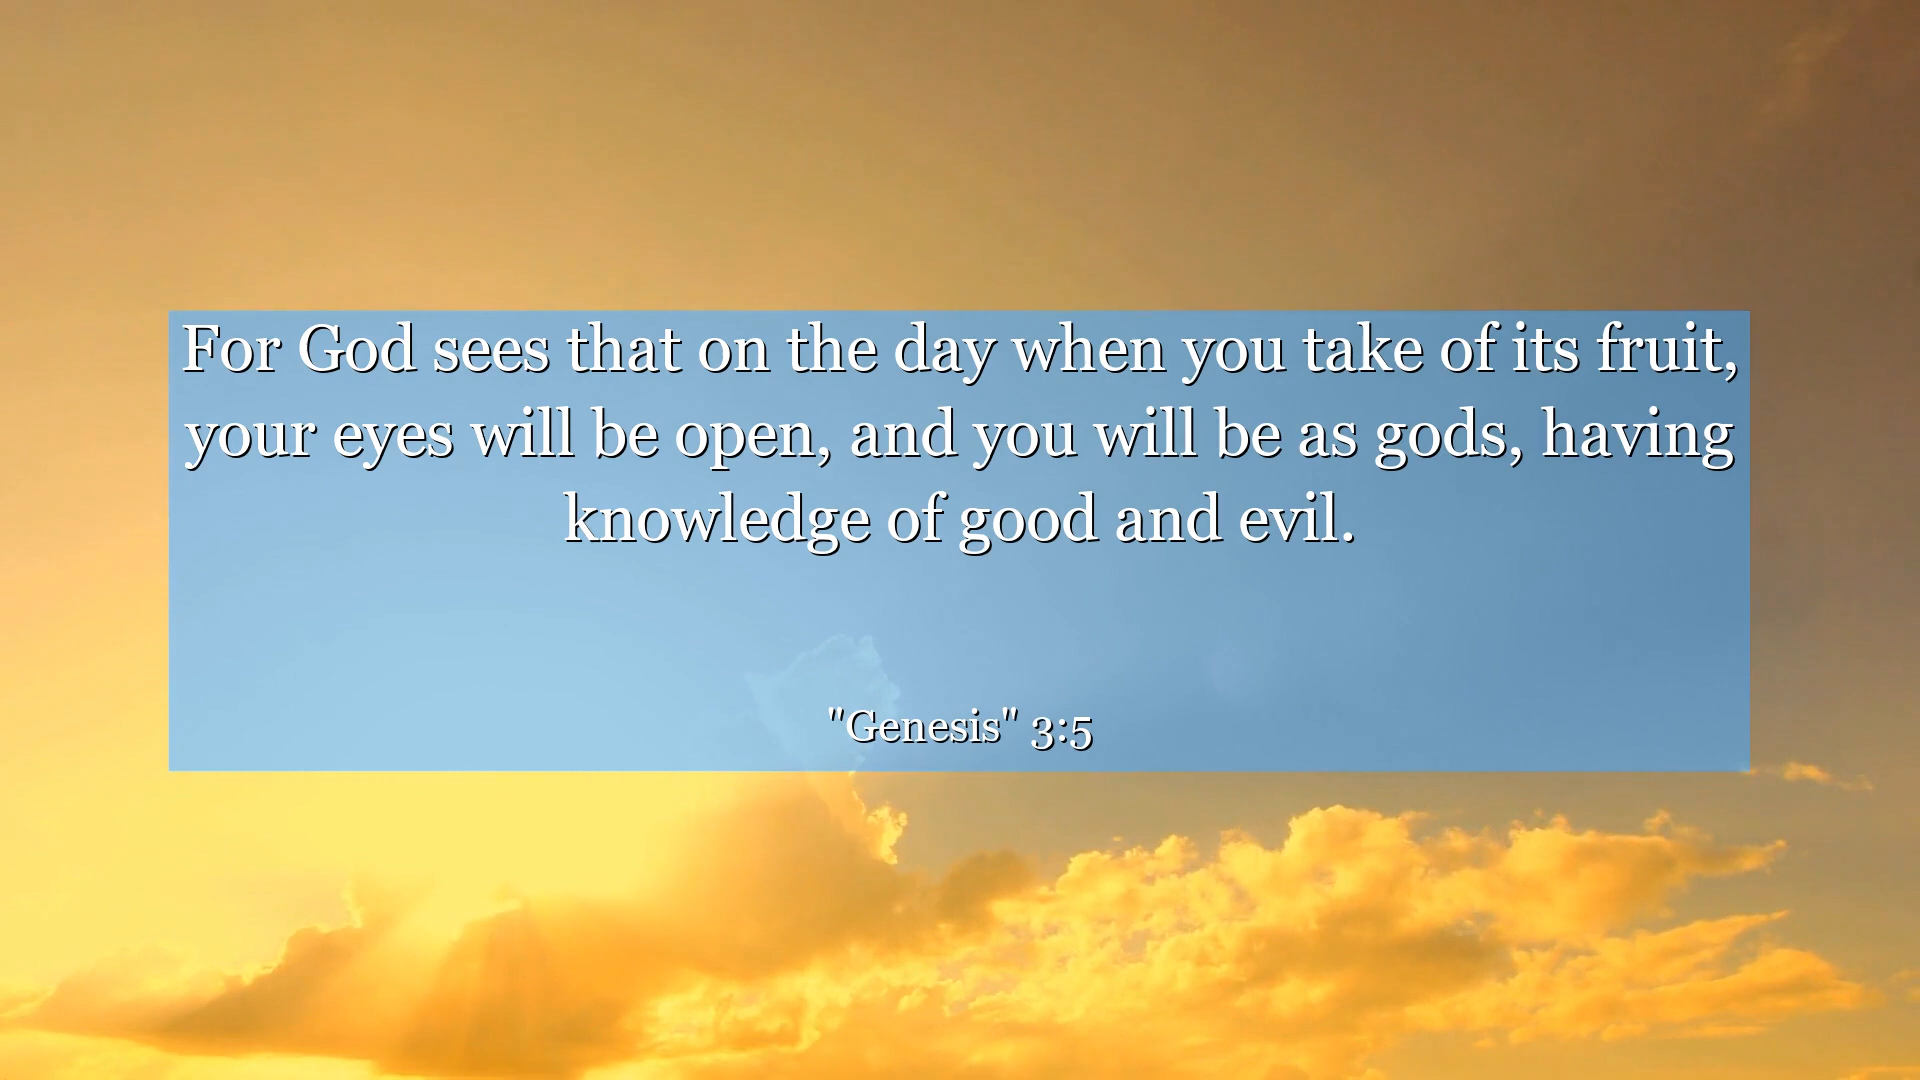 For God sees that on the day when you take of its fruit,
your eyes will be open, and you will be as gods, having
knowledge of good and evil.
"Genesis" 3:5